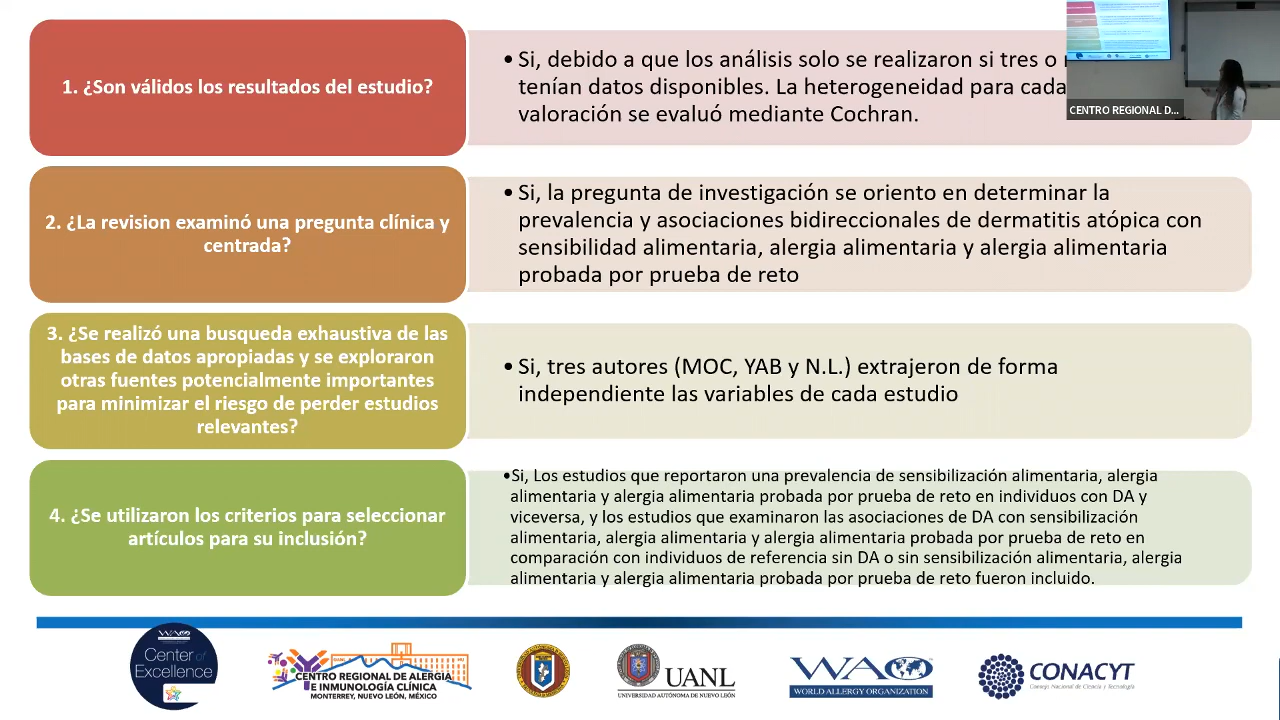 1. ¿Son válidos los resultados del estudio?
•Si, debido a que los análisis solo se realizaron si tres o
tenían datos disponibles. La heterogeneidad para cada
valoración se evaluó mediante Cochran.
CENTRO REGIONAL D...
2. ¿La revision examinó una pregunta clínica y
centrada?
•Si, la pregunta de investigación se oriento en determinar la
prevalencia y asociaciones bidireccionales de dermatitis atópica con
sensibilidad alimentaria, alergia alimentaria y alergia alimentaria
probada por prueba de reto
3. ¿Se realizó una busqueda exhaustiva de las
bases de datos apropiadas y se exploraron
otras fuentes potencialmente importantes
para minimizar el riesgo de perder estudios
relevantes?
•Si, tres autores (MOC, YAB y N.L.) extrajeron de forma
independiente las variables de cada estudio
4. ¿Se utilizaron los criterios para seleccionar
artículos para su inclusión?
•Si, Los estudios que reportaron una prevalencia de sensibilización alimentaria, alergia
alimentaria y alergia alimentaria probada por prueba de reto en individuos con DA y
viceversa, y los estudios que examinaron las asociaciones de DA con sensibilización
alimentaria, alergia alimentaria y alergia alimentaria probada por prueba de reto en
comparación con individuos de referencia sin DA o sin sensibilización alimentaria, alergia
alimentaria y alergia alimentaria probada por prueba de reto fueron incluido.
WAO
Center of
Excellence
CENTRO REGIONAL DE ALERGIA
E INMUNOLOGÍA CLÍNICA
MONTERREY, NUEVO LEÓN, MÉXICO
UANL
UNIVERSIDAD AUTÓNOMA DE NUEVO LEÓN
WAO
WORLD ALLERGY ORGANIZATION
CONACYT
Consejo Nacional de Ciencia y Tecnología